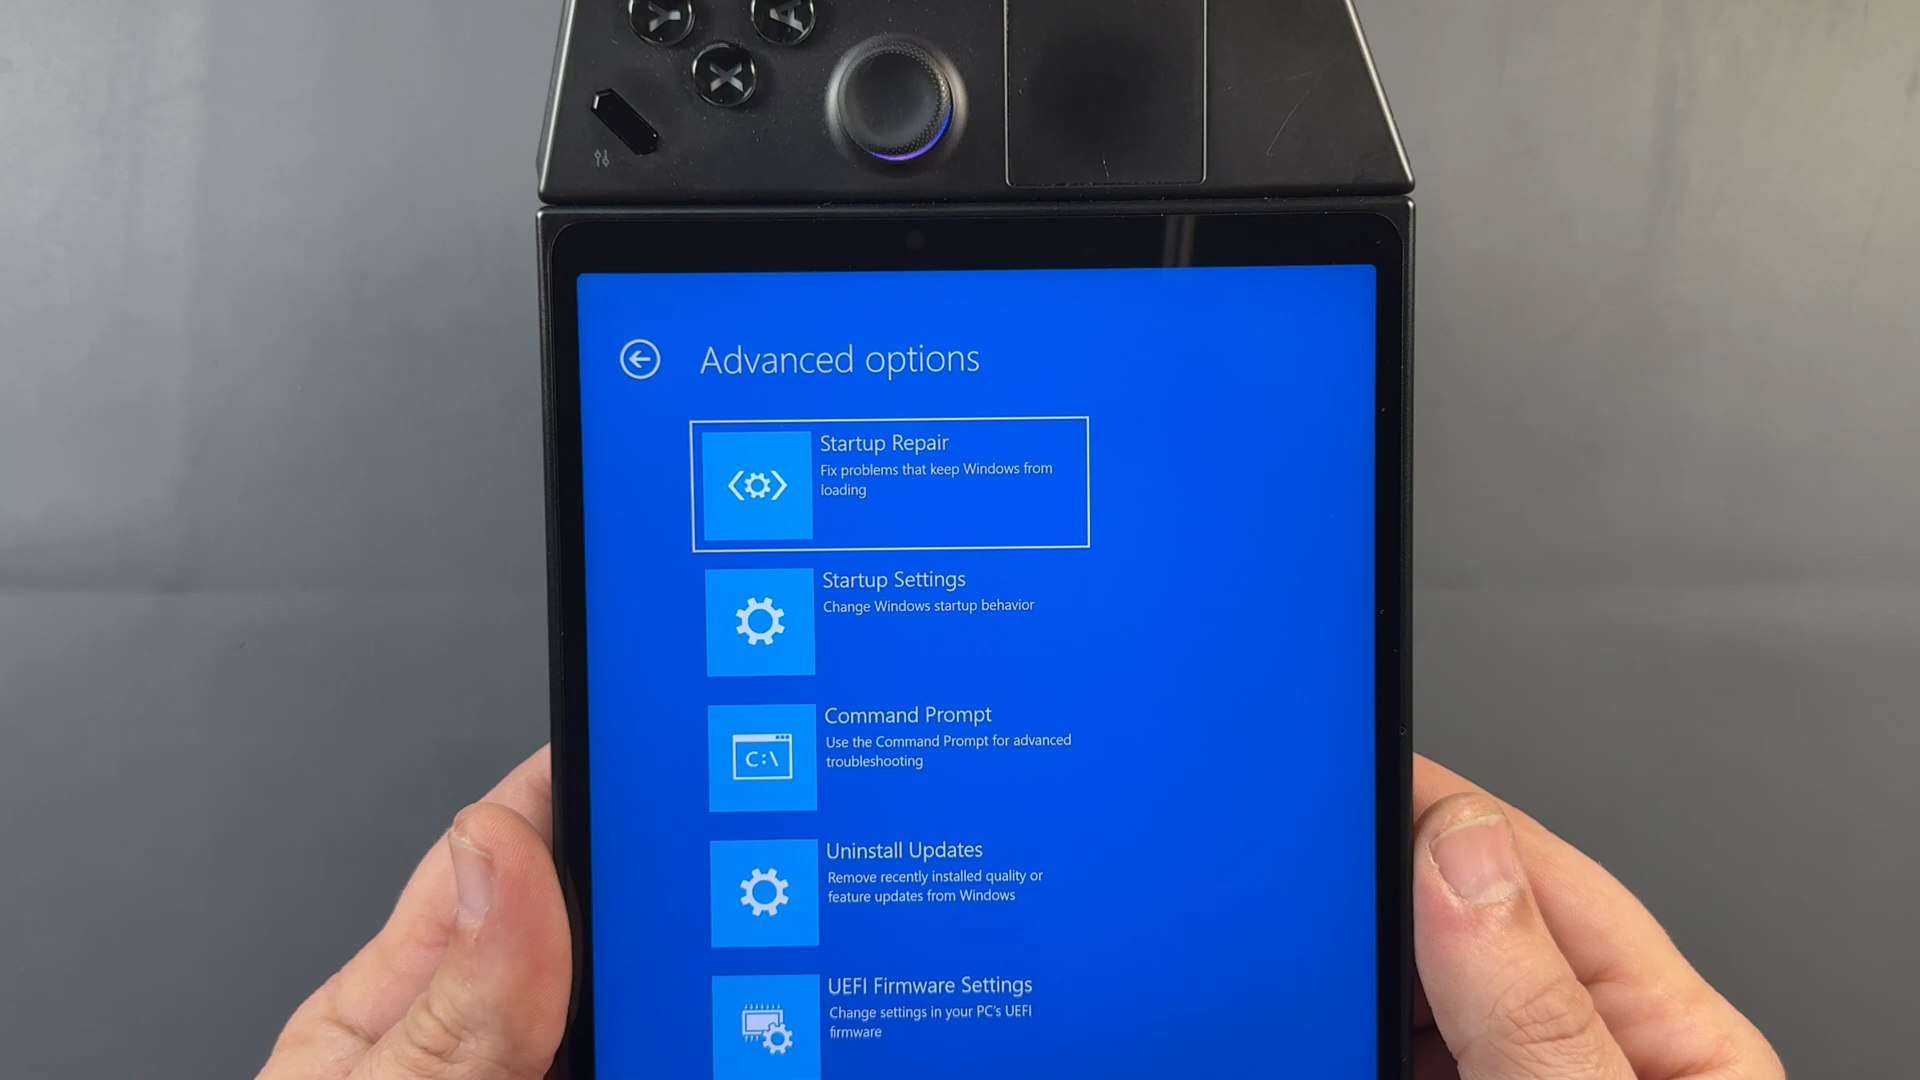 Y A
X
Advanced options
Startup Repair
Fix problems that keep Windows from
loading
Startup Settings
Change Windows startup behavior
C:\
Command Prompt
Use the Command Prompt for advanced
troubleshooting
Uninstall Updates
Remove recently installed quality or
feature updates from Windows
UEFI Firmware Settings
Change settings in your PC's UEFI
firmware